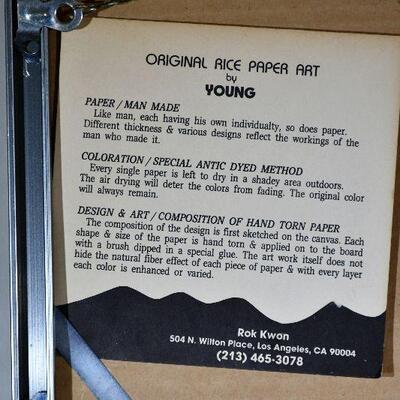 ORIGINAL RICE PAPER ART
by
YOUNG
PAPER / MAN MADE
Like man, each having his own individualty, so does paper.
Different thickness & various designs reflect the workings of the
man who made it.
COLORATION / SPECIAL ANTIC DYED METHOD
Every single paper is left to dry in a shadey area outdoors.
The air drying will deter the colors from fading. The original color
will always remain.
DESIGN & ART / COMPOSITION OF HAND TORN PAPER
The composition of the design is first sketched on the canvas. Each
shape & size of the paper is hand torn & applied on to the board
with a brush dipped in a special glue. The art work itself does not
hide the natural fiber effect of each piece of paper & with every layer
each color is enhanced or varied.
Rok Kwon
504 N. Wilton Place, Los Angeles, CA 90004
(213) 465-3078